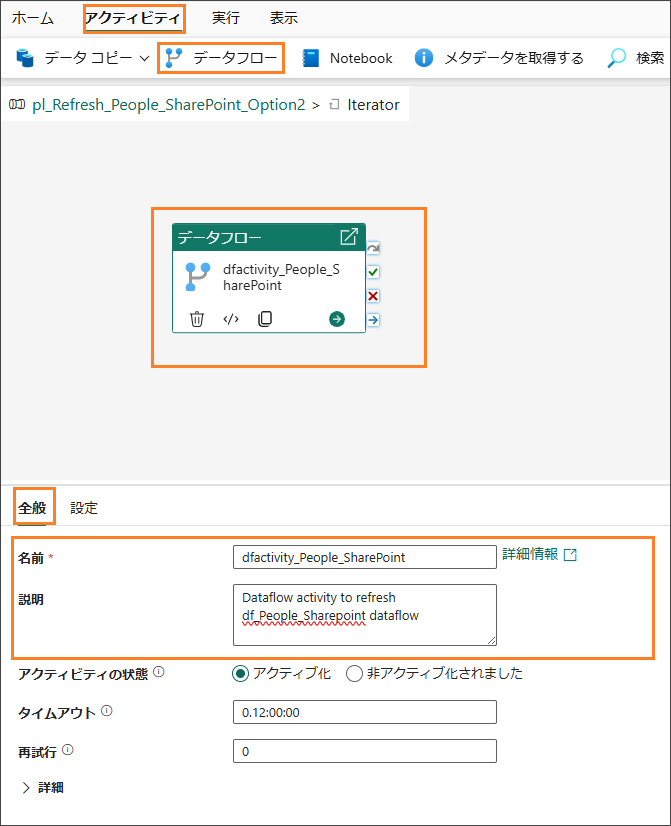 ホーム アクティビティ 実行 表示
データ コピー データフロー Notebook メタデータを取得する 検索
pl_Refresh_People_SharePoint_Option2 > Iterator
データフロー
dfactivity_People_S
harePoint
全般 設定
名前 * dfactivity_People_SharePoint 詳細情報
説明 Dataflow activity to refresh
df_People_Sharepoint dataflow
アクティビティの状態 アクティブ化 非アクティブ化されました
タイムアウト 0.12:00:00
再試行 0
詳細